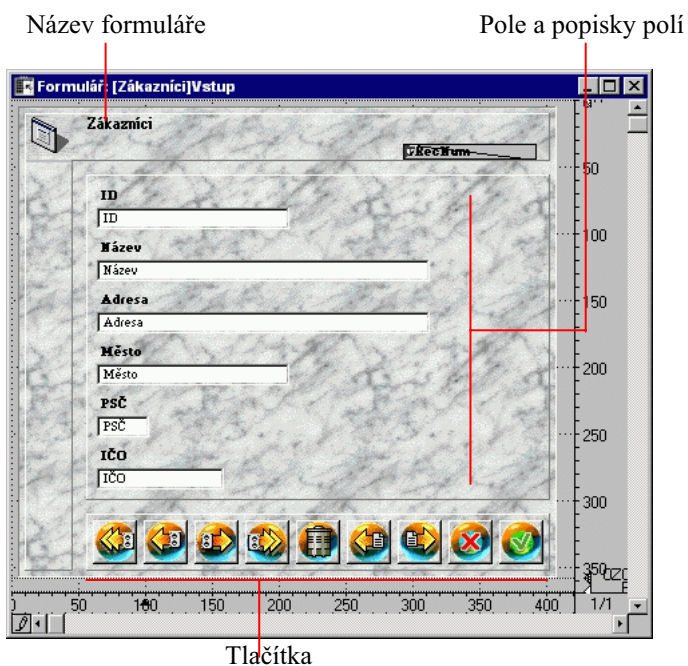 Název formuláře
Pole a popisky polí
Formulář: [Zákazníci]Vstup
Zákazníci
RecNum
50
ID
ID
100
Název
Název
150
Adresa
Adresa
200
Město
Město
PSČ
PSČ
250
IČO
IČO
300
350
50 100 150 200 250 300 350 400 1/1
Tlačítka